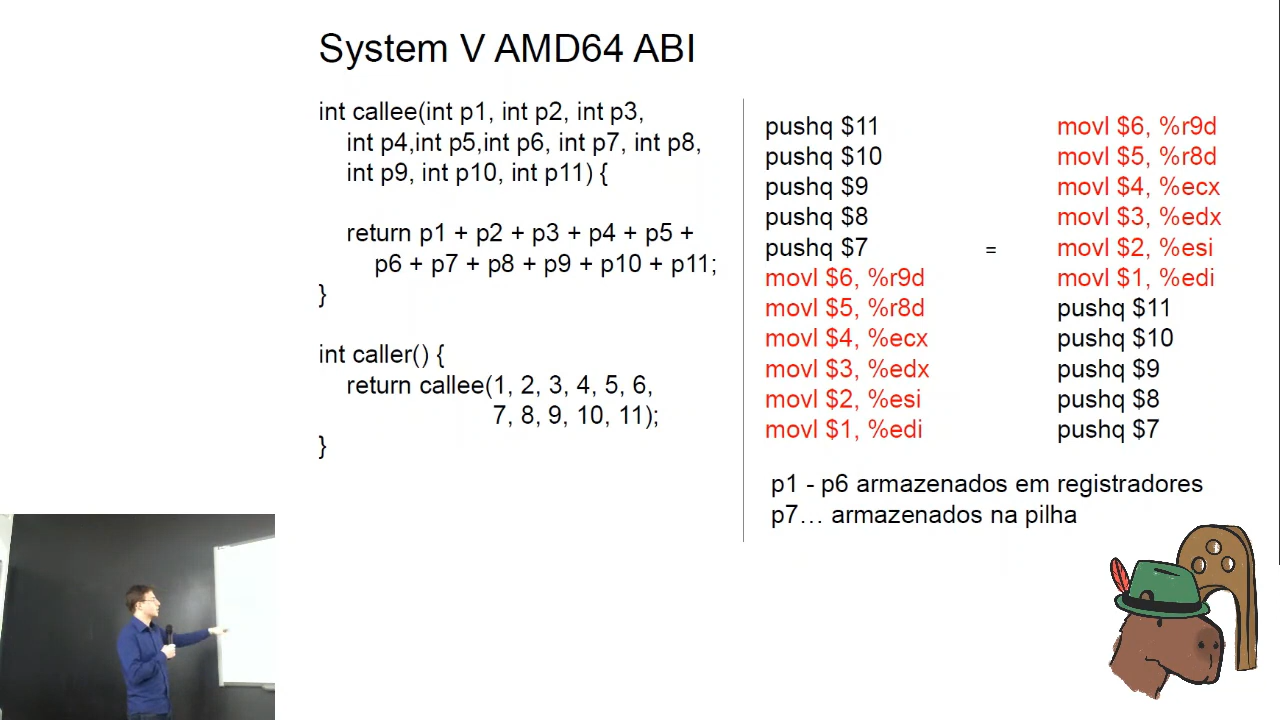 System V AMD64 ABI
int callee(int p1, int p2, int p3,
int p4,int p5,int p6, int p7, int p8,
int p9, int p10, int p11) {
return p1 + p2 + p3 + p4 + p5 +
p6 + p7 + p8 + p9 + p10 + p11;
}
int caller() {
return callee(1, 2, 3, 4, 5, 6,
7, 8, 9, 10, 11);
}
pushq $11
pushq $10
pushq $9
pushq $8
pushq $7
movl $6, %r9d
movl $5, %r8d
movl $4, %ecx
movl $3, %edx
movl $2, %esi
movl $1, %edi
=
movl $6, %r9d
movl $5, %r8d
movl $4, %ecx
movl $3, %edx
movl $2, %esi
movl $1, %edi
pushq $11
pushq $10
pushq $9
pushq $8
pushq $7
p1 - p6 armazenados em registradores
p7… armazenados na pilha